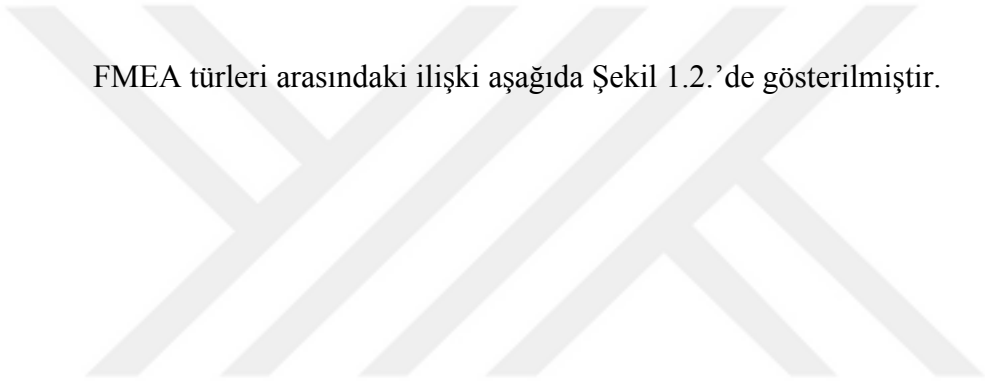 FMEA türleri arasındaki ilişki aşağıda Şekil 1.2.’de gösterilmiştir.